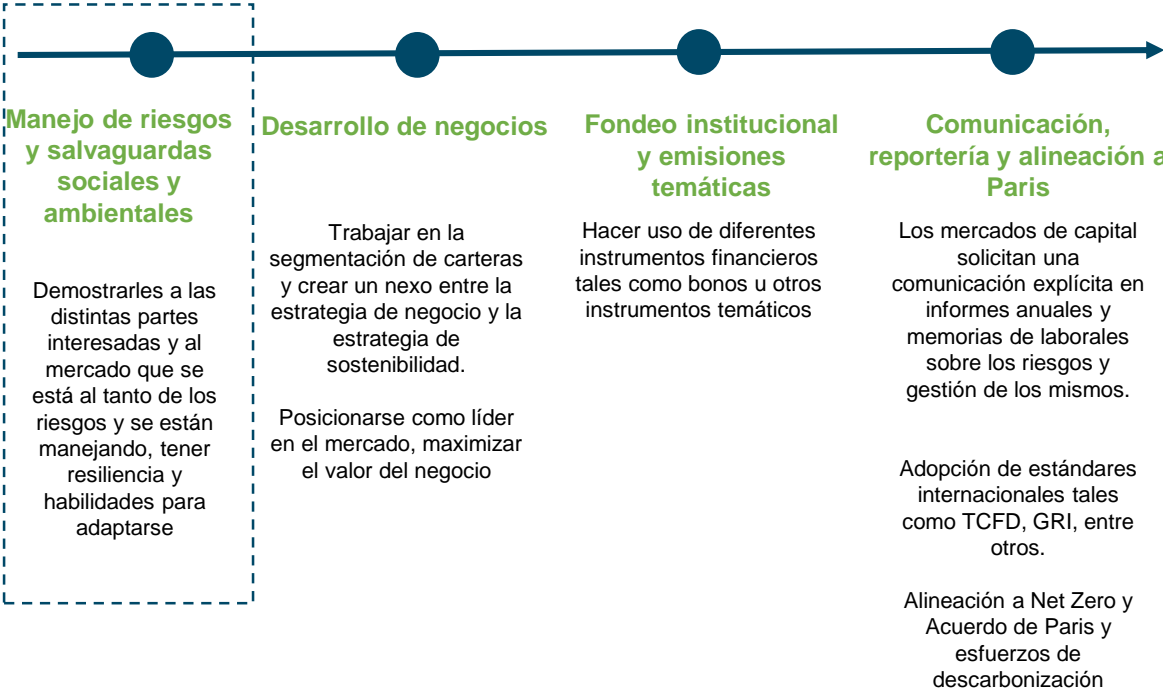 Manejo de riesgos
y salvaguardas
sociales y
ambientales
Demostrarles a las
distintas partes
interesadas y al
mercado que se
está al tanto de los
riesgos y se están
manejando, tener
resiliencia y
habilidades para
adaptarse
Desarrollo de negocios
Trabajar en la
segmentación de carteras
y crear un nexo entre la
estrategia de negocio y la
estrategia de
sostenibilidad.
Posicionarse como líder
en el mercado, maximizar
el valor del negocio
Fondeo institucional
y emisiones
temáticas
Hacer uso de diferentes
instrumentos financieros
tales como bonos u otros
instrumentos temáticos
Comunicación,
reportería y alineación a
Paris
Los mercados de capital
solicitan una
comunicación explícita en
informes anuales y
memorias de laborales
sobre los riesgos y
gestión de los mismos.
Adopción de estándares
internacionales tales
como TCFD, GRI, entre
otros.
Alineación a Net Zero y
Acuerdo de Paris y
esfuerzos de
descarbonización